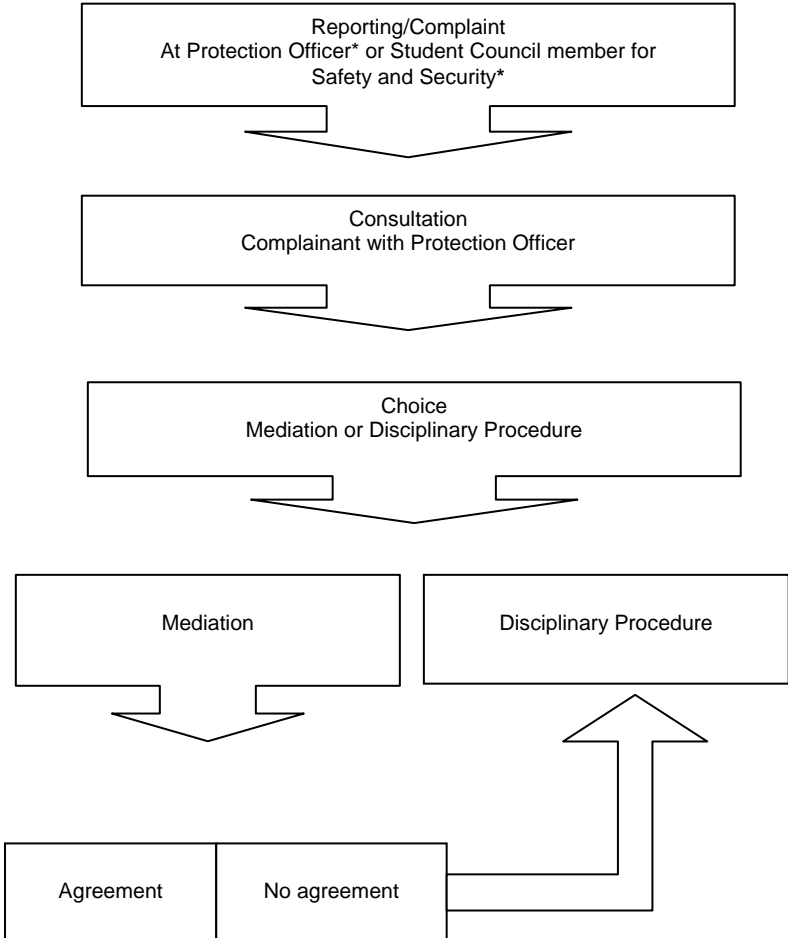 Reporting/Complaint
At Protection Officer* or Student Council member for
Safety and Security*
Consultation
Complainant with Protection Officer
Choice
Mediation or Disciplinary Procedure
Mediation
Disciplinary Procedure
Agreement
No agreement